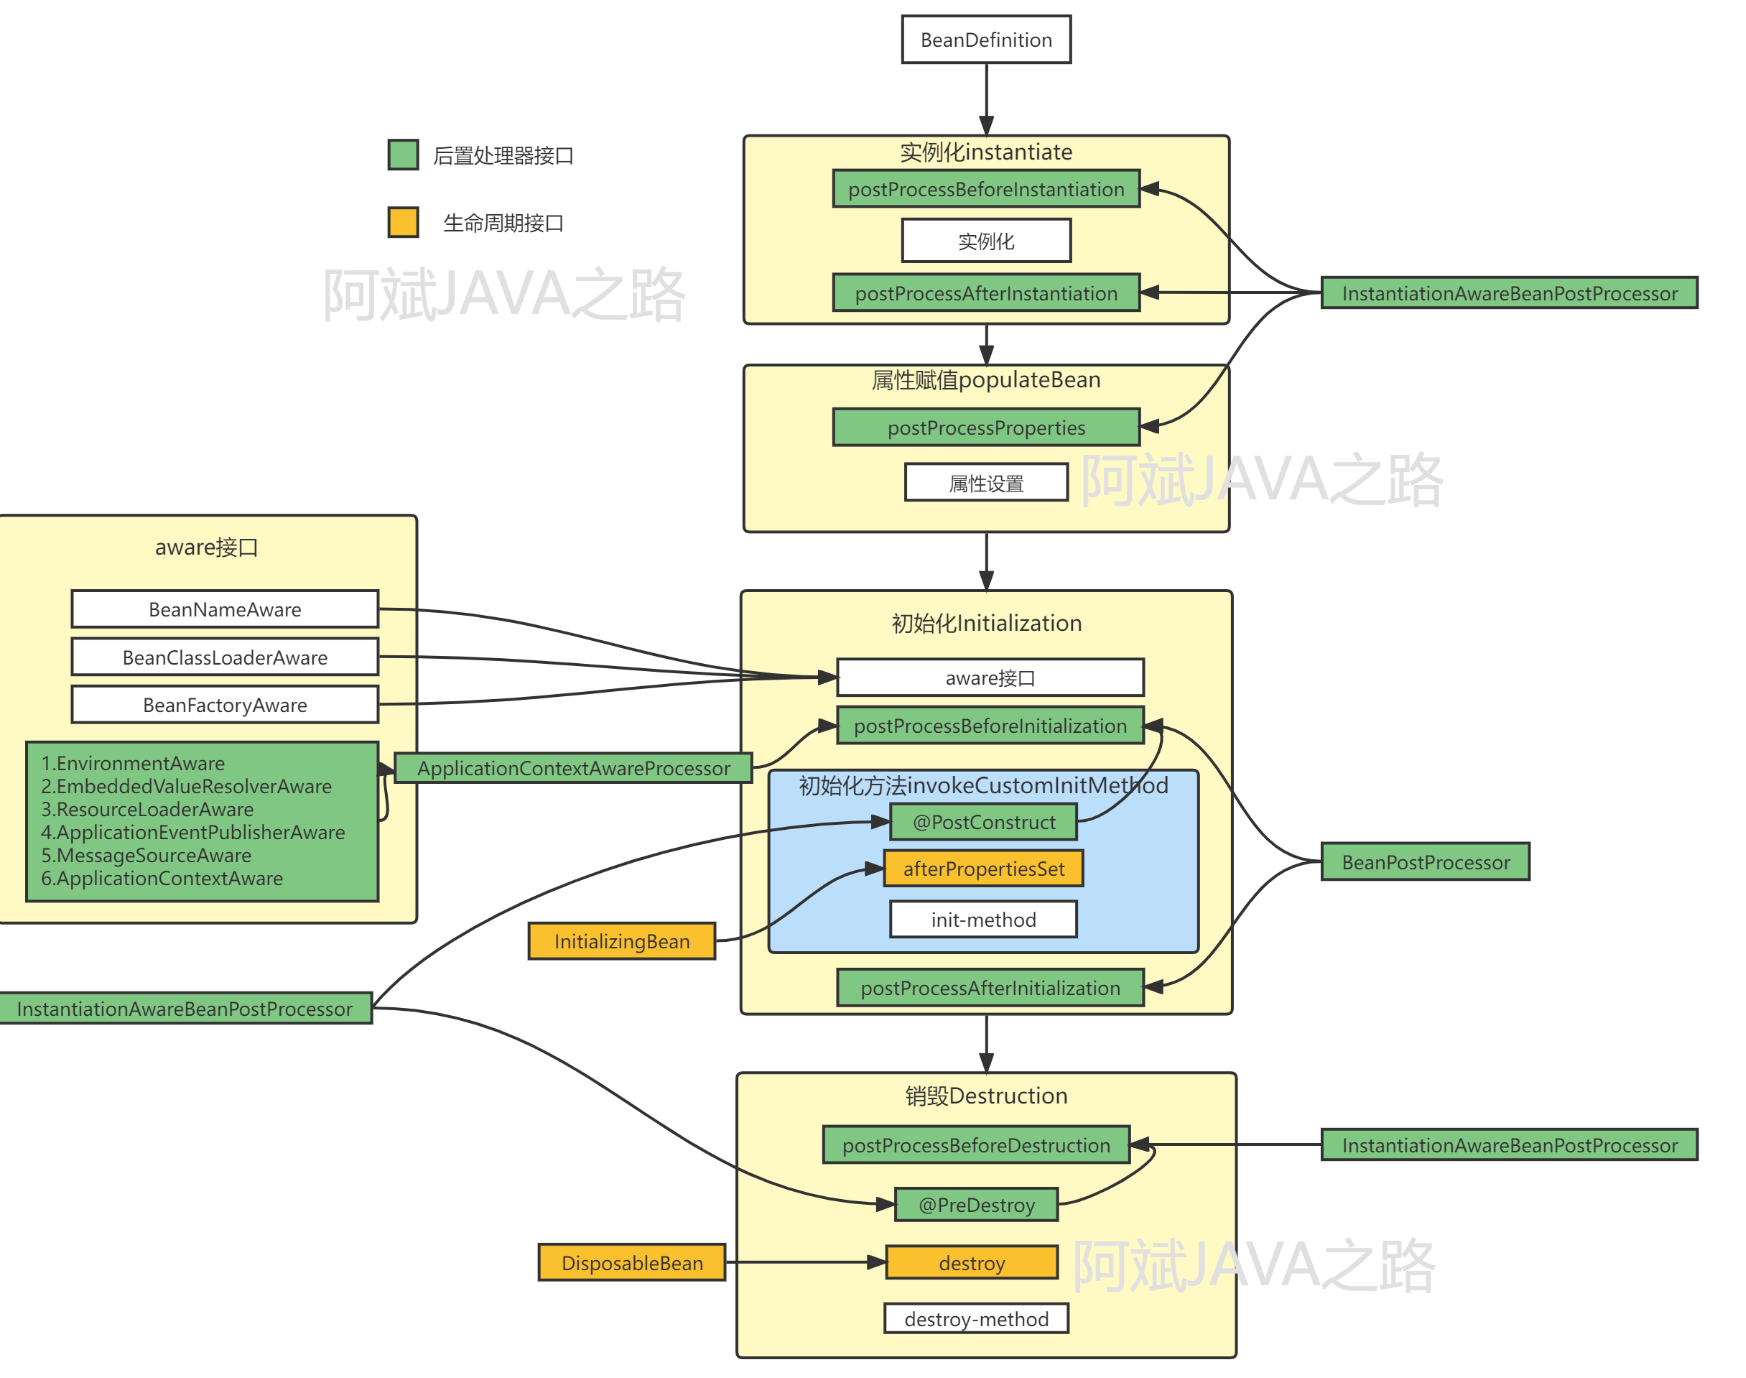 BeanDefinition
后置处理器接口
生命周期接口
阿斌JAVA之路
实例化instantiate
postProcessBeforeInstantiation
实例化
postProcessAfterInstantiation
InstantiationAwareBeanPostProcessor
属性赋值populateBean
postProcessProperties
属性设置
阿斌JAVA之路
aware接口
BeanNameAware
BeanClassLoaderAware
BeanFactoryAware
1.EnvironmentAware
2.EmbeddedValueResolverAware
3.ResourceLoaderAware
4.ApplicationEventPublisherAware
5.MessageSourceAware
6.ApplicationContextAware
ApplicationContextAwareProcessor
初始化Initialization
aware接口
postProcessBeforeInitialization
初始化方法invokeCustomInitMethod
@PostConstruct
afterPropertiesSet
init-method
BeanPostProcessor
InitializingBean
postProcessAfterInitialization
InstantiationAwareBeanPostProcessor
销毁Destruction
postProcessBeforeDestruction
InstantiationAwareBeanPostProcessor
@PreDestroy
DisposableBean
destroy
阿斌JAVA之路
destroy-method